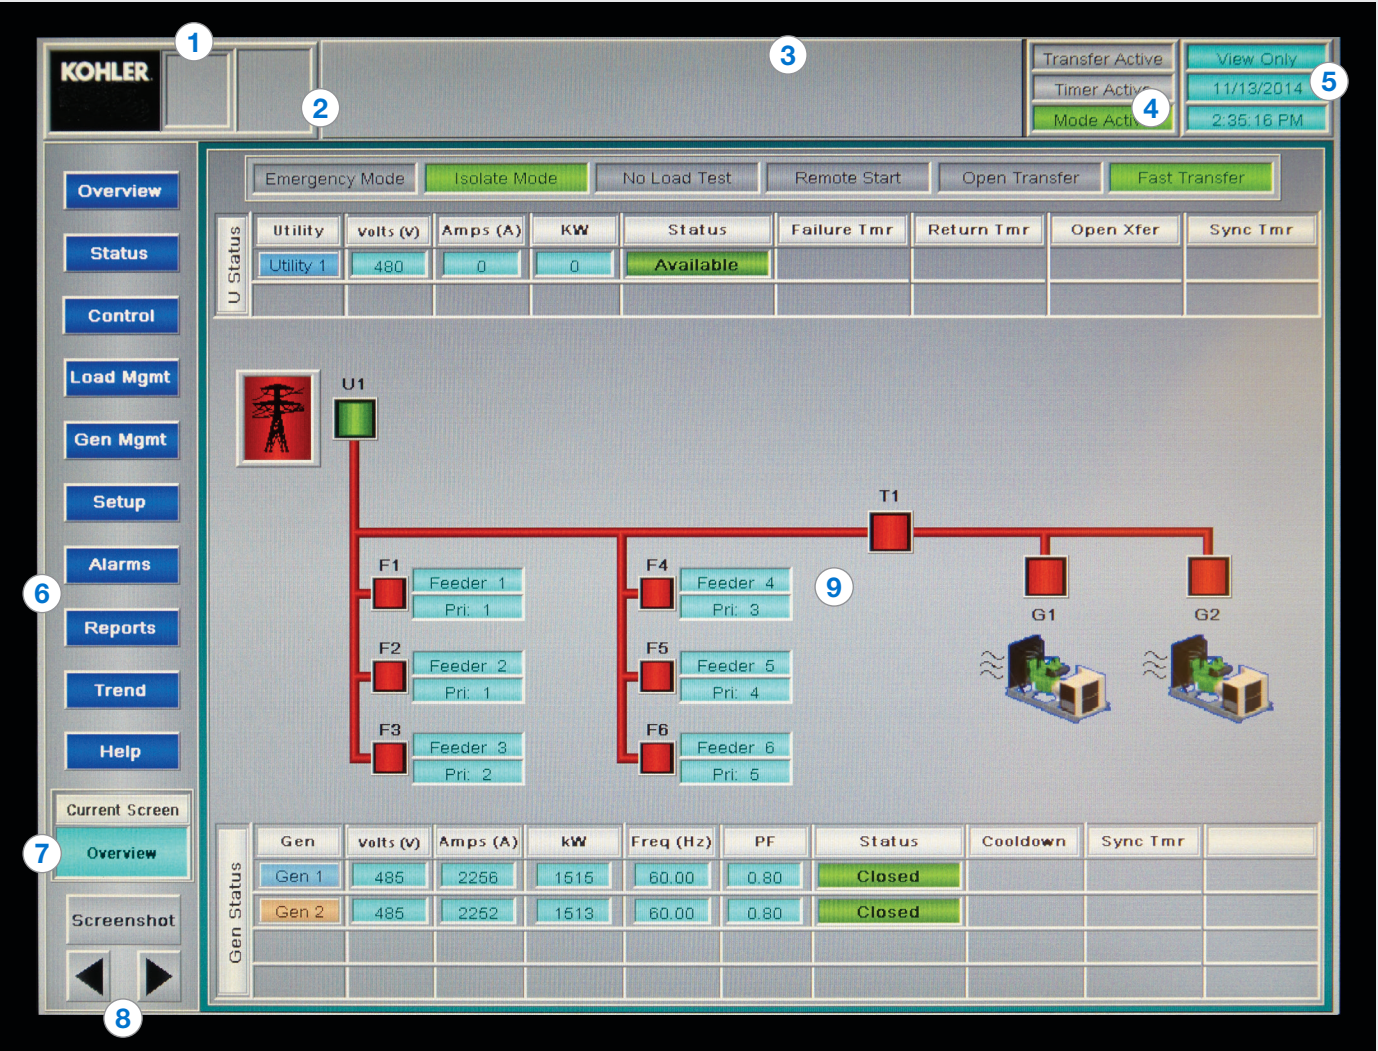 1
KOHLER.
2
3
Transfer Active
Timer Active
4
Mode Active
View Only
11/13/2014
5
2:35:16 PM
Overview
Status
Control
Load Mgmt
Gen Mgmt
Setup
Alarms
6
Reports
Trend
Help
Current Screen
7
Overview
Screenshot
8
Emergency Mode
Isolate Mode
No Load Test
Remote Start
Open Transfer
Fast Transfer
U Status
Utility Volts (V) Amps (A) KW Status Failure Tmr Return Tmr Open Xfer Sync Tmr
Utility 1 480 0 0 Available
U1
T1
F1
Feeder 1
Pri: 1
F2
Feeder 2
Pri: 1
F3
Feeder 3
Pri: 2
F4
Feeder 4
Pri: 3
F5
Feeder 5
Pri: 4
F6
Feeder 6
Pri: 5
9
G1
G2
Gen Status
Gen Volts (V) Amps (A) kW Freq (Hz) PF Status Cooldown Sync Tmr
Gen 1 485 2256 1515 60.00 0.80 Closed
Gen 2 485 2252 1513 60.00 0.80 Closed